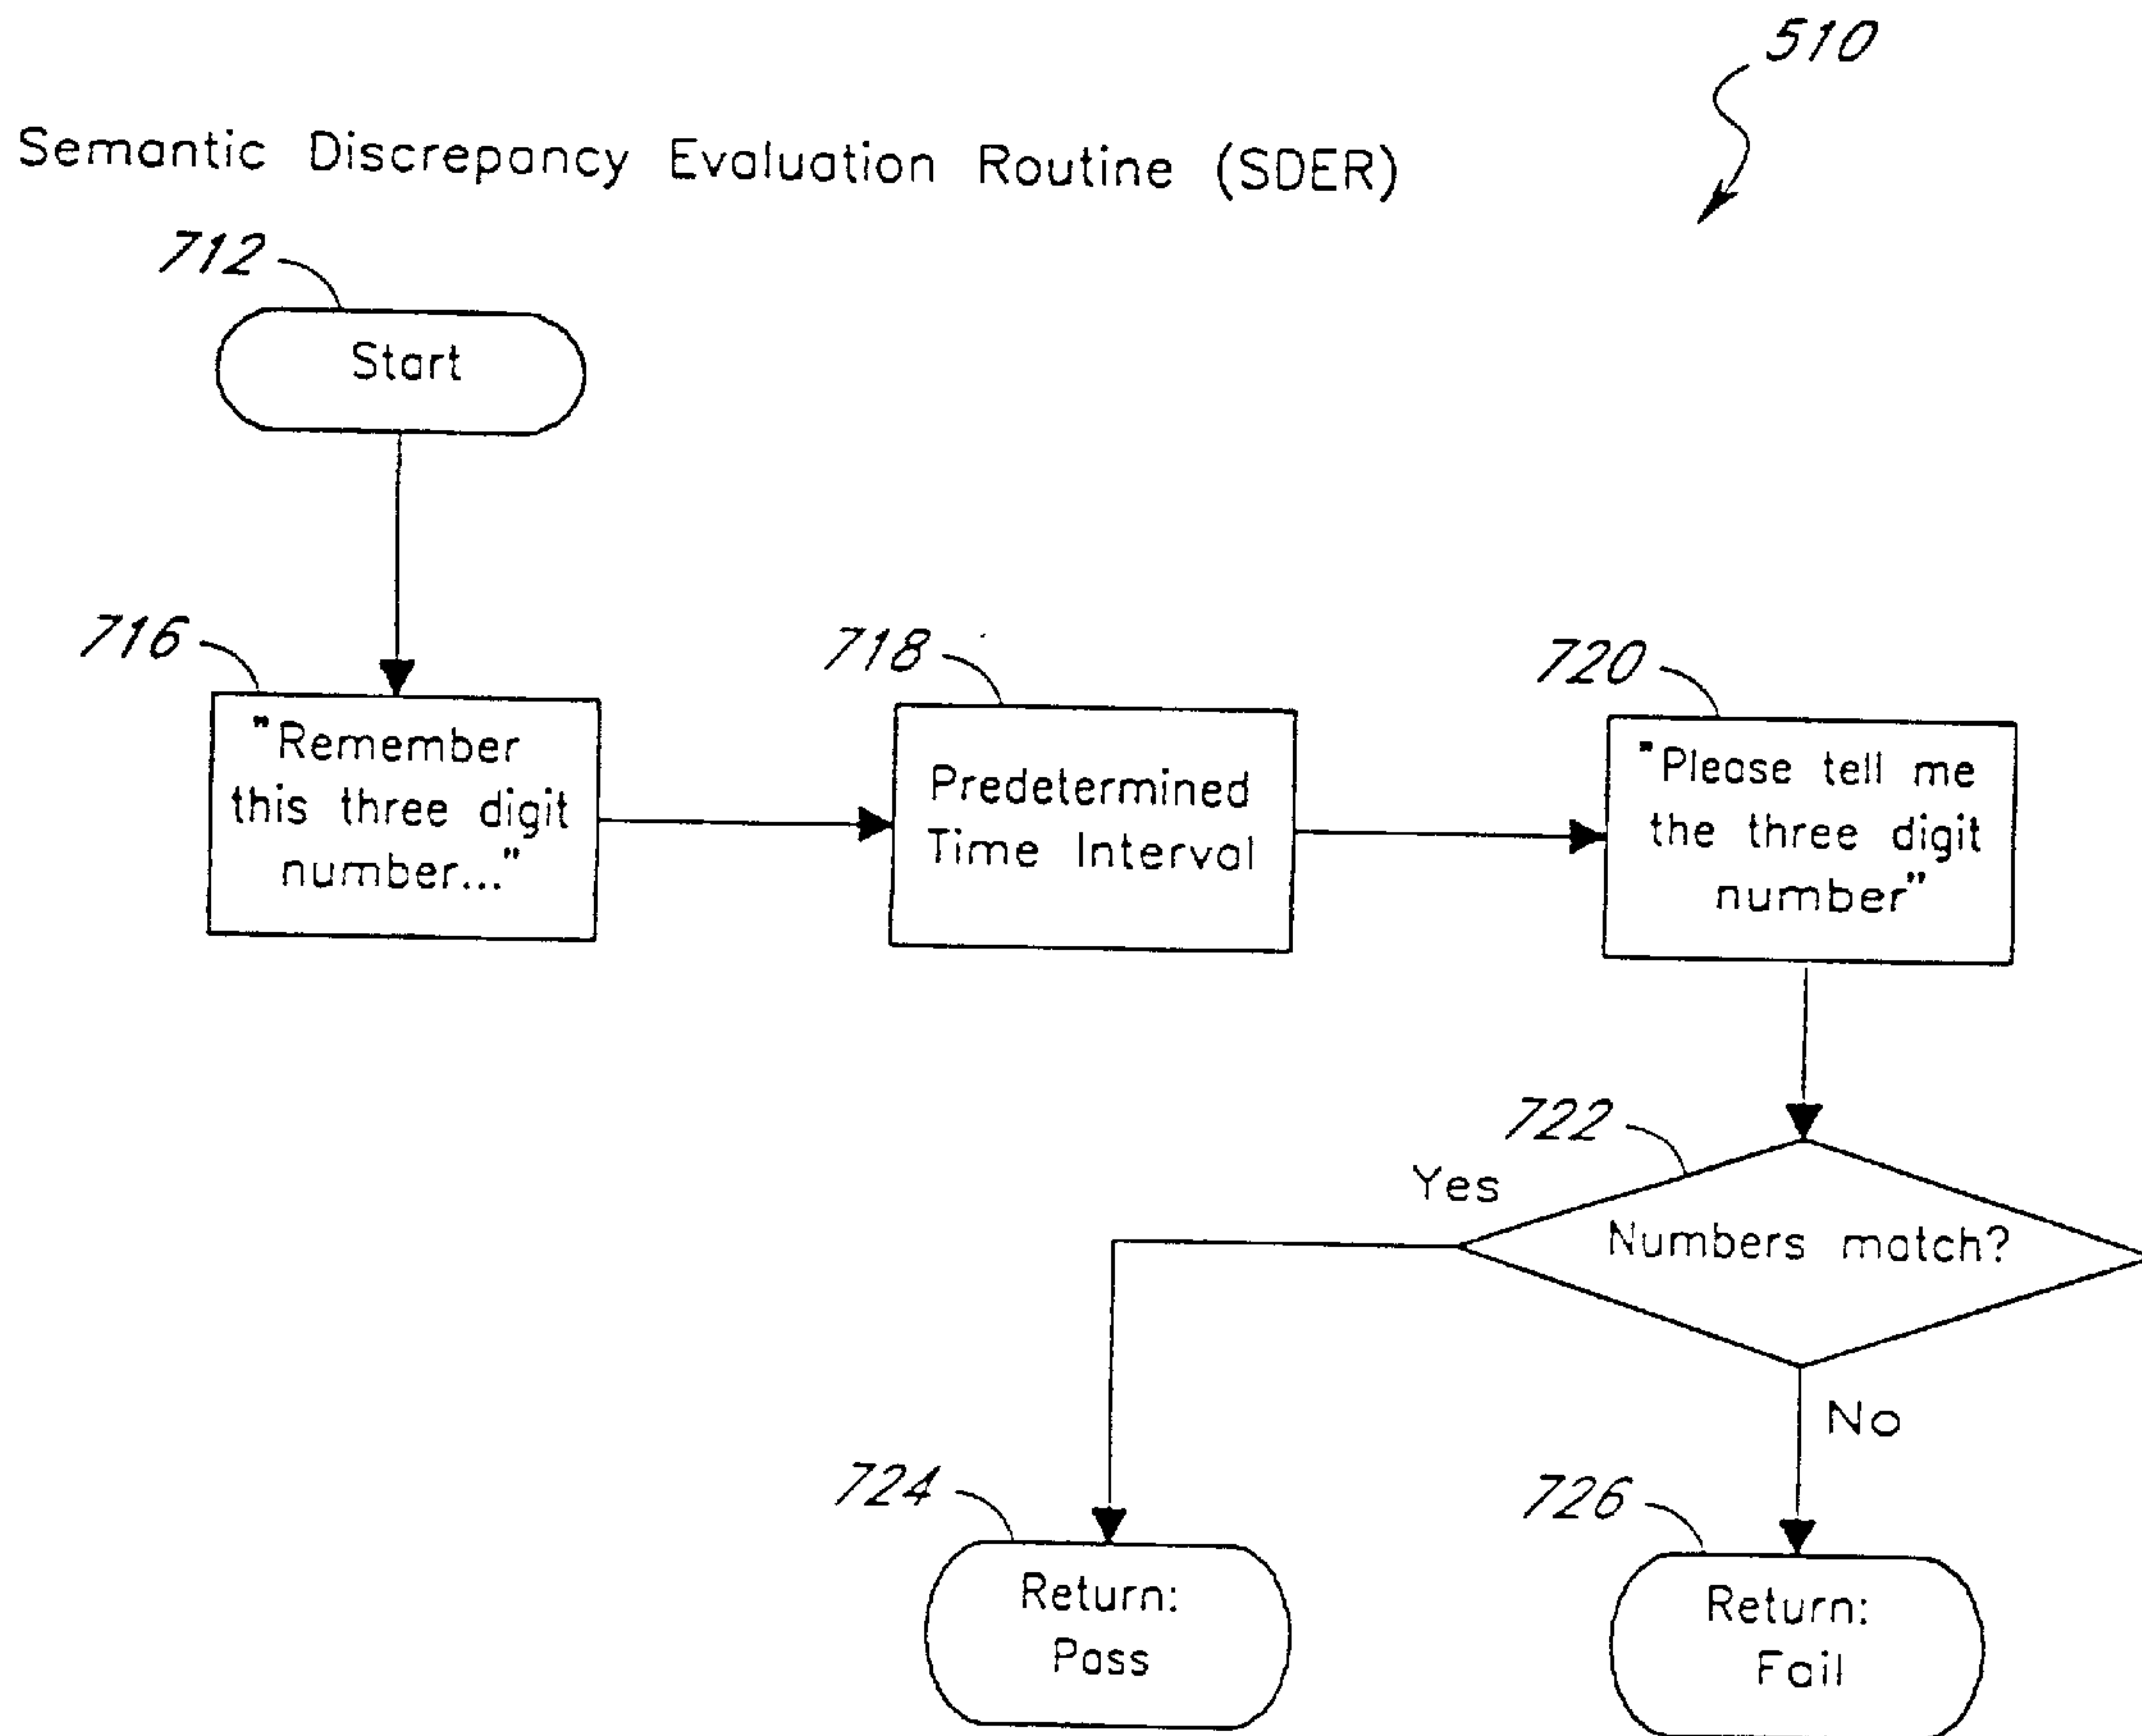 510
Semantic Discrepancy Evaluation Routine (SDER)
712
Start
716
"Remember
this three digit
number..."
718
Predetermined
Time Interval
720
"Please tell me
the three digit
number"
722
Yes
Numbers match?
No
724
Return:
Pass
726
Return:
Fail